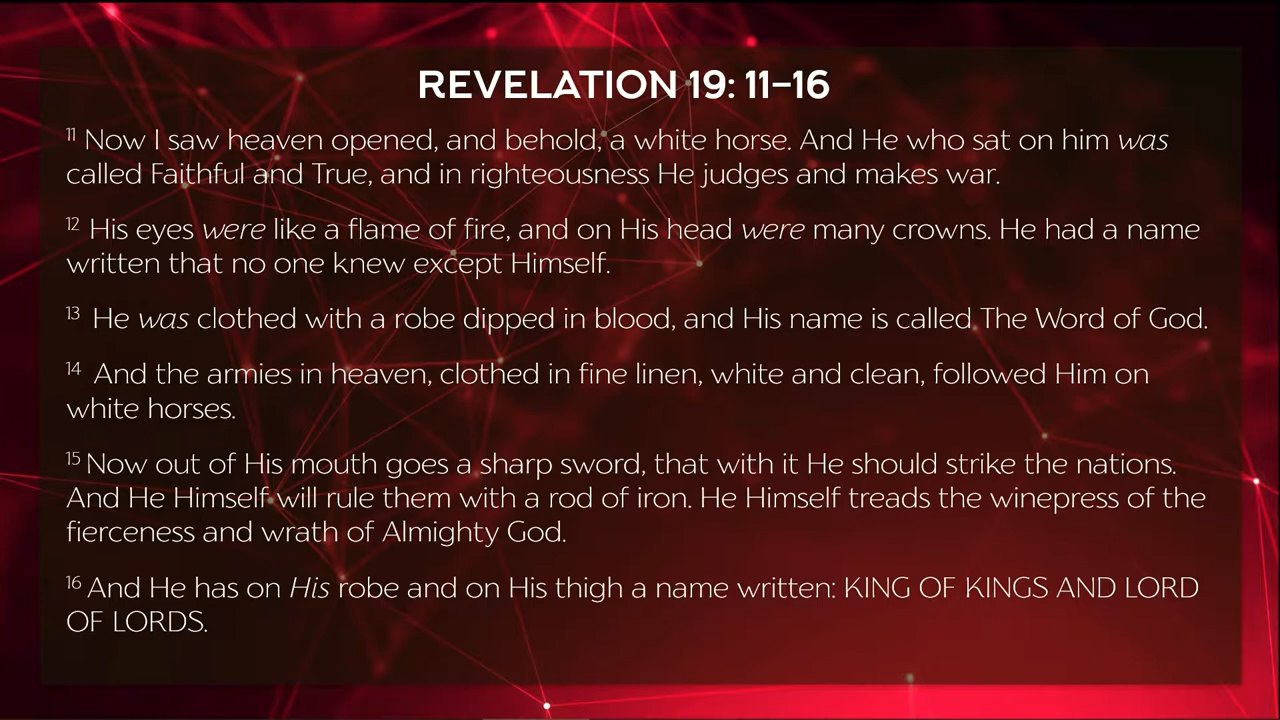 REVELATION 19: 11–16
11 Now I saw heaven opened, and behold, a white horse. And He who sat on him was
called Faithful and True, and in righteousness He judges and makes war.
12 His eyes were like a flame of fire, and on His head were many crowns. He had a name
written that no one knew except Himself.
13 He was clothed with a robe dipped in blood, and His name is called The Word of God.
14 And the armies in heaven, clothed in fine linen, white and clean, followed Him on
white horses.
15 Now out of His mouth goes a sharp sword, that with it He should strike the nations.
And He Himself will rule them with a rod of iron. He Himself treads the winepress of the
fierceness and wrath of Almighty God.
16 And He has on His robe and on His thigh a name written: KING OF KINGS AND LORD
OF LORDS.